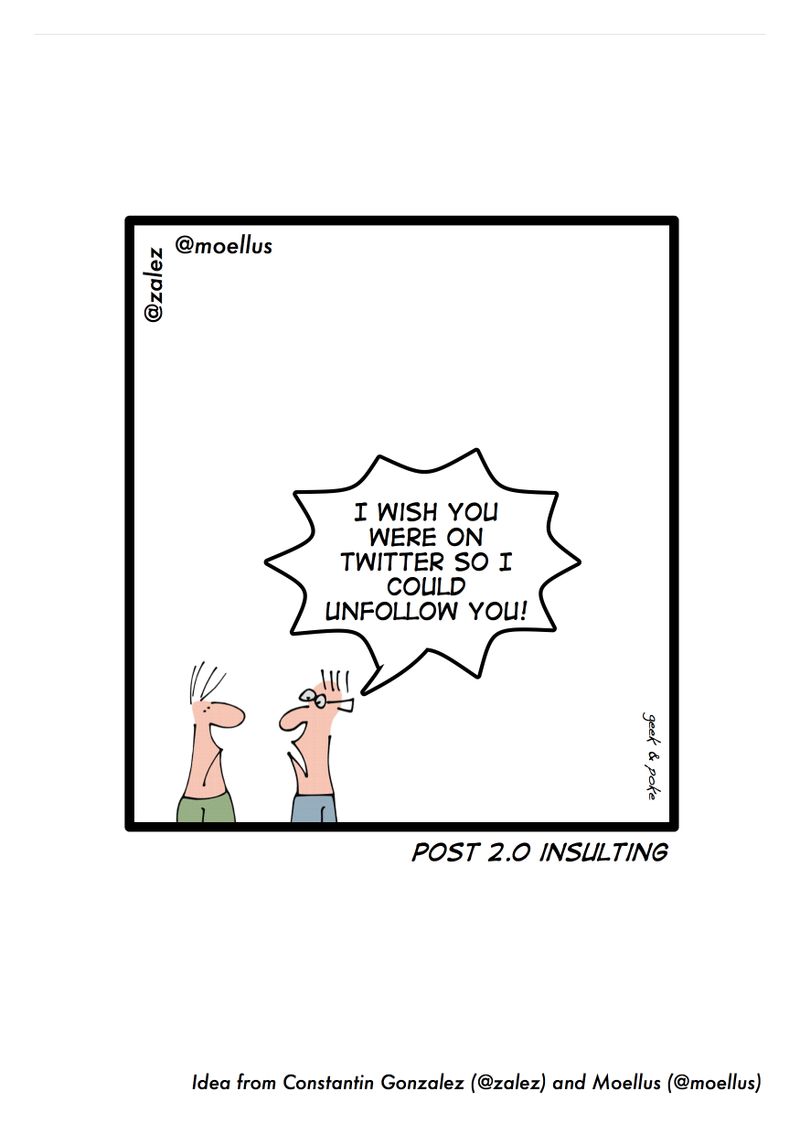 @moellus
@zalez
I WISH YOU
WERE ON
TWITTER SO I
COULD
UNFOLLOW YOU!
geek & poke
POST 2.0 INSULTING
Idea from Constantin Gonzalez (@zalez) and Moellus (@moellus)